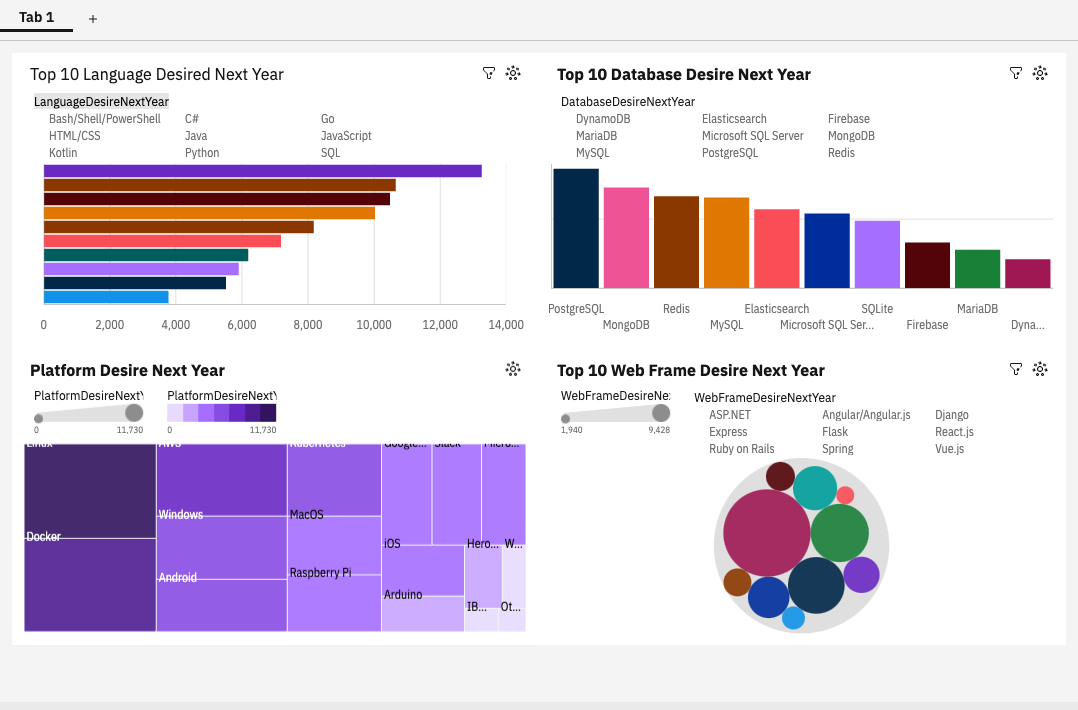 Tab 1 +
Top 10 Language Desired Next Year
LanguageDesireNextYear
Bash/Shell/PowerShell C# Go
HTML/CSS Java JavaScript
Kotlin Python SQL
0 2,000 4,000 6,000 8,000 10,000 12,000 14,000
Top 10 Database Desire Next Year
DatabaseDesireNextYear
DynamoDB Elasticsearch Firebase
MariaDB Microsoft SQL Server MongoDB
MySQL PostgreSQL Redis
PostgreSQL Redis Elasticsearch SQLite MariaDB
MongoDB MySQL Microsoft SQL Ser... Firebase Dyna...
Platform Desire Next Year
PlatformDesireNextY PlatformDesireNextY
0 11,730 0 11,730
Linux AWS Kubernetes Google... Slack Micro...
Windows MacOS
Docker iOS Hero... W...
Android Raspberry Pi
Arduino IB... Ot...
Top 10 Web Frame Desire Next Year
WebFrameDesireNe: WebFrameDesireNextYear
1,940 9,428
ASP.NET Angular/Angular.js Django
Express Flask React.js
Ruby on Rails Spring Vue.js